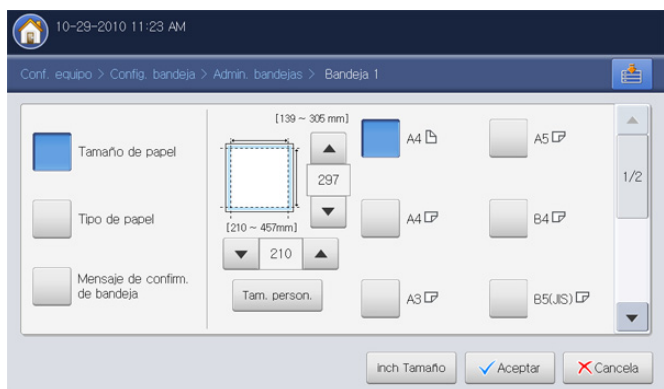 10-29-2010 11:23 AM
Conf. equipo > Config. bandeja > Admin. bandejas > Bandeja 1
Tamaño de papel
Tipo de papel
Mensaje de confirm.
de bandeja
[139 ~ 305 mm]
297
[210 ~ 457mm]
210
Tam. person.
A4
A5
A4
B4
A3
B5(JIS)
1/2
inch Tamaño
Aceptar
Cancela